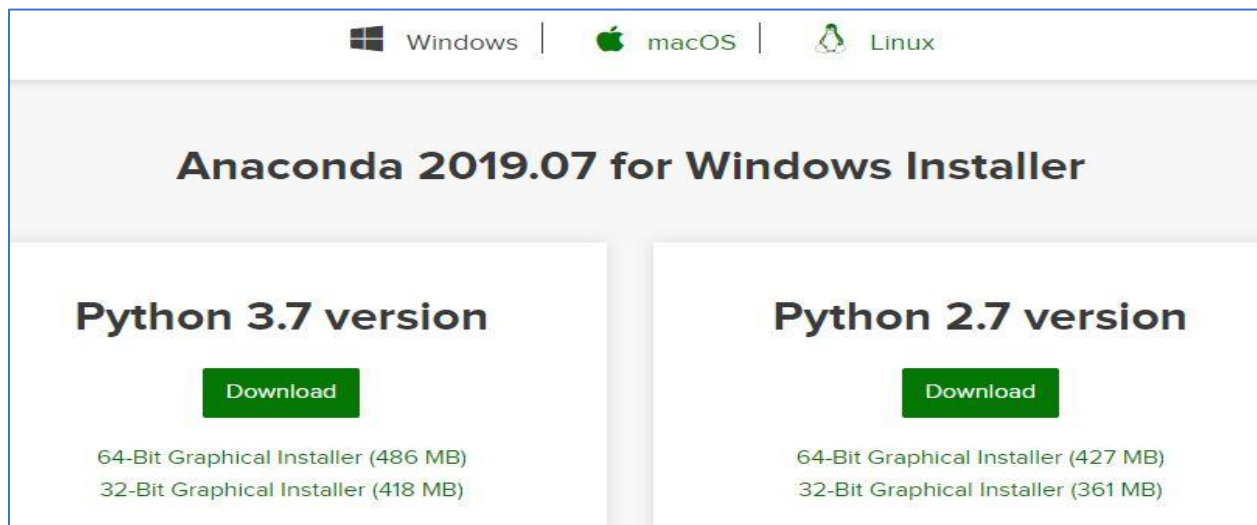 Windows | macOS | Linux
Anaconda 2019.07 for Windows Installer
Python 3.7 version
Download
64-Bit Graphical Installer (486 MB)
32-Bit Graphical Installer (418 MB)
Python 2.7 version
Download
64-Bit Graphical Installer (427 MB)
32-Bit Graphical Installer (361 MB)